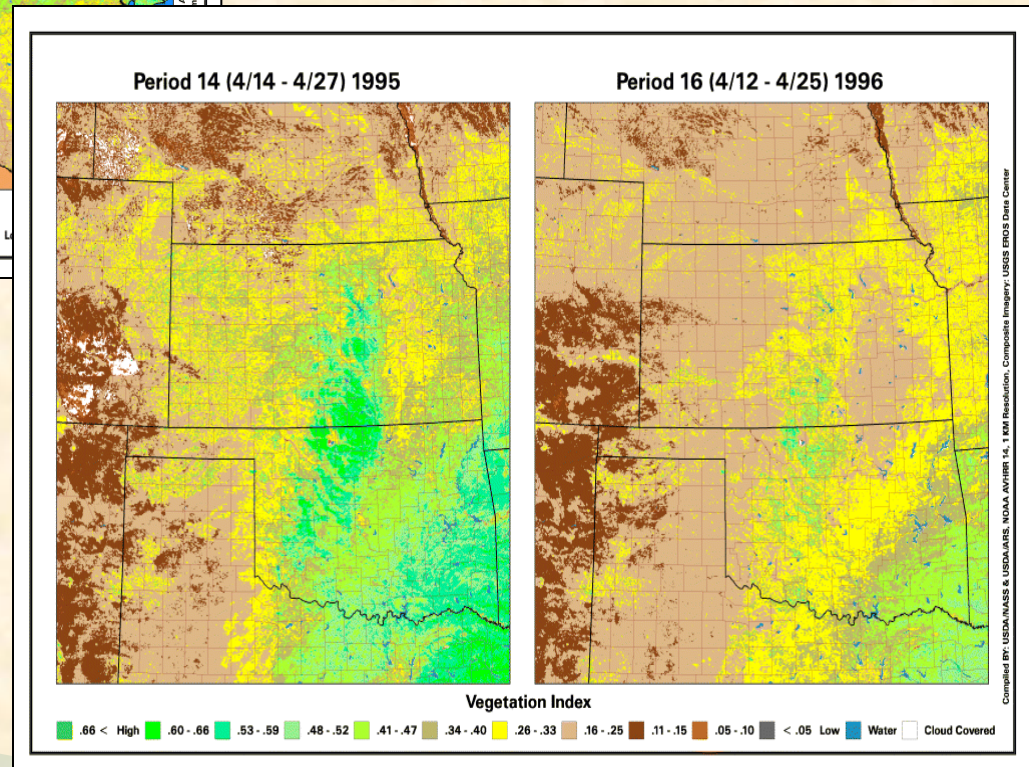 Period 14 (4/14 - 4/27) 1995
Period 16 (4/12 - 4/25) 1996
Compiled BY: USDA/NASS & USDA/ARS, NOAA AVHRR 14, 1 KM Resolution, Composite Imagery: USGS EROS Data Center
Vegetation Index
.66 < High .60 - .66 .53 - .59 .48 - .52 .41 - .47 .34 - .40 .26 - .33 .16 - .25 .11 - .15 .05 - .10 < .05 Low Water Cloud Covered